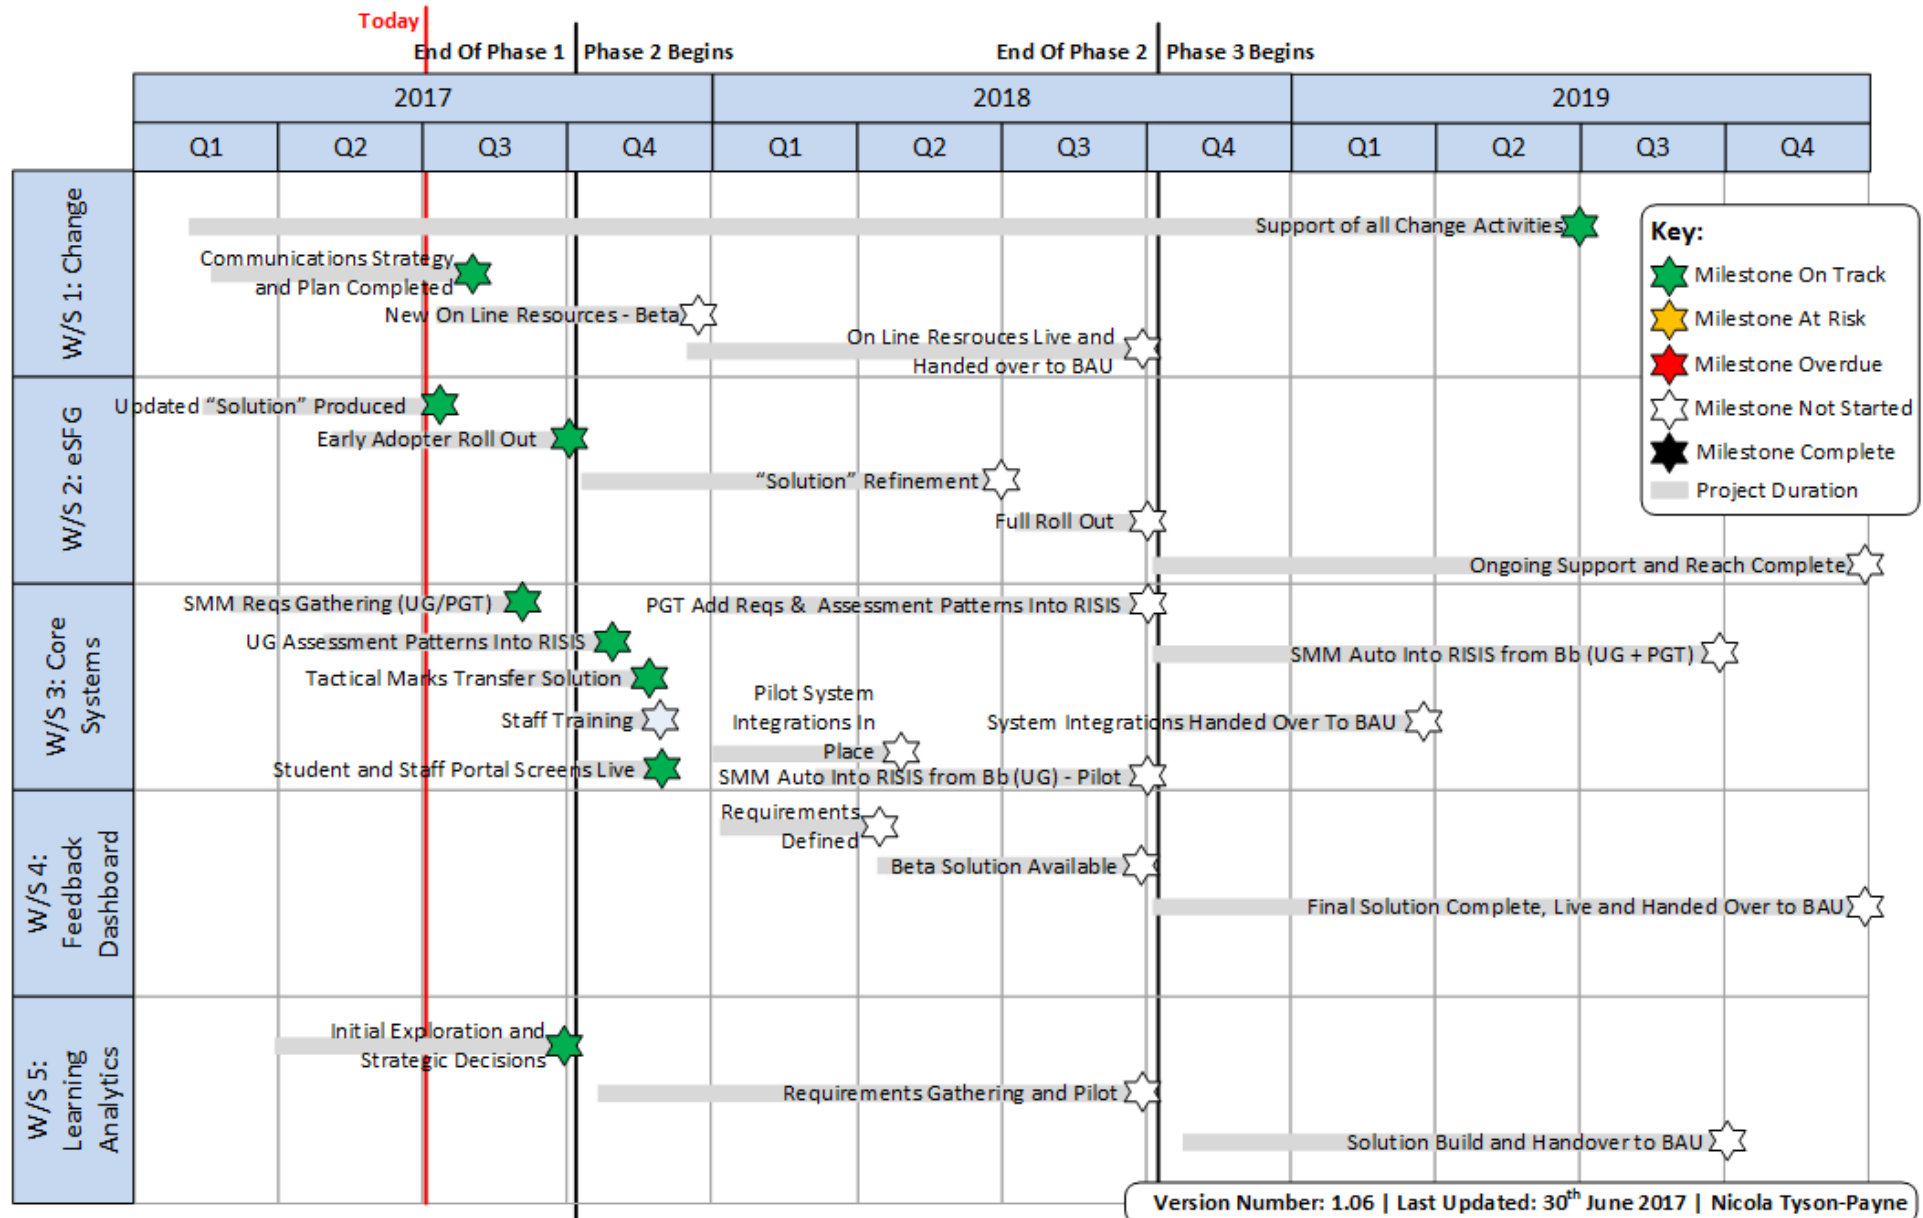 Today
End Of Phase 1
Phase 2 Begins
End Of Phase 2
Phase 3 Begins
2017
2018
2019
Q1
Q2
Q3
Q4
Q1
Q2
Q3
Q4
Q1
Q2
Q3
Q4
W/S 1: Change
Support of all Change Activities
Communications Strategy
and Plan Completed
New On Line Resources - Beta
On Line Resrouces Live and
Handed over to BAU
Key:
Milestone On Track
Milestone At Risk
Milestone Overdue
Milestone Not Started
Milestone Complete
Project Duration
W/S 2: eSFG
Updated “Solution” Produced
Early Adopter Roll Out
“Solution” Refinement
Full Roll Out
Ongoing Support and Reach Complete
W/S 3: Core
Systems
SMM Reqs Gathering (UG/PGT)
PGT Add Reqs & Assessment Patterns Into RISIS
UG Assessment Patterns Into RISIS
SMM Auto Into RISIS from Bb (UG + PGT)
Tactical Marks Transfer Solution
Pilot System
Integrations In
Place
Staff Training
System Integrations Handed Over To BAU
Student and Staff Portal Screens Live
SMM Auto Into RISIS from Bb (UG) - Pilot
W/S 4:
Feedback
Dashboard
Requirements
Defined
Beta Solution Available
Final Solution Complete, Live and Handed Over to BAU
W/S 5:
Learning
Analytics
Initial Exploration and
Strategic Decisions
Requirements Gathering and Pilot
Solution Build and Handover to BAU
Version Number: 1.06 | Last Updated: 30th June 2017 | Nicola Tyson-Payne